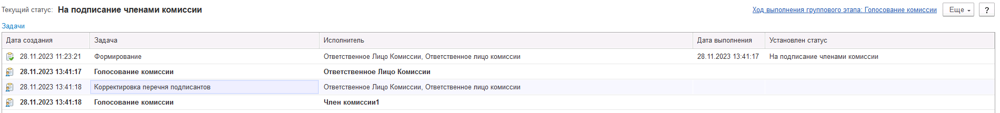 Текущий статус: На подписание членами комиссии Ход выполнения группового этапа: Голосование комиссии Еще ?
Задачи
Дата создания Задача Исполнитель Дата выполнения Установлен статус
28.11.2023 11:23:21 Формирование Ответственное Лицо Комиссии, Ответственное лицо комиссии 28.11.2023 13:41:17 На подписание членами комиссии
28.11.2023 13:41:17 Голосование комиссии Ответственное Лицо Комиссии
28.11.2023 13:41:18 Корректировка перечня подписантов Ответственное Лицо Комиссии, Ответственное лицо комиссии
28.11.2023 13:41:18 Голосование комиссии Член комиссии1